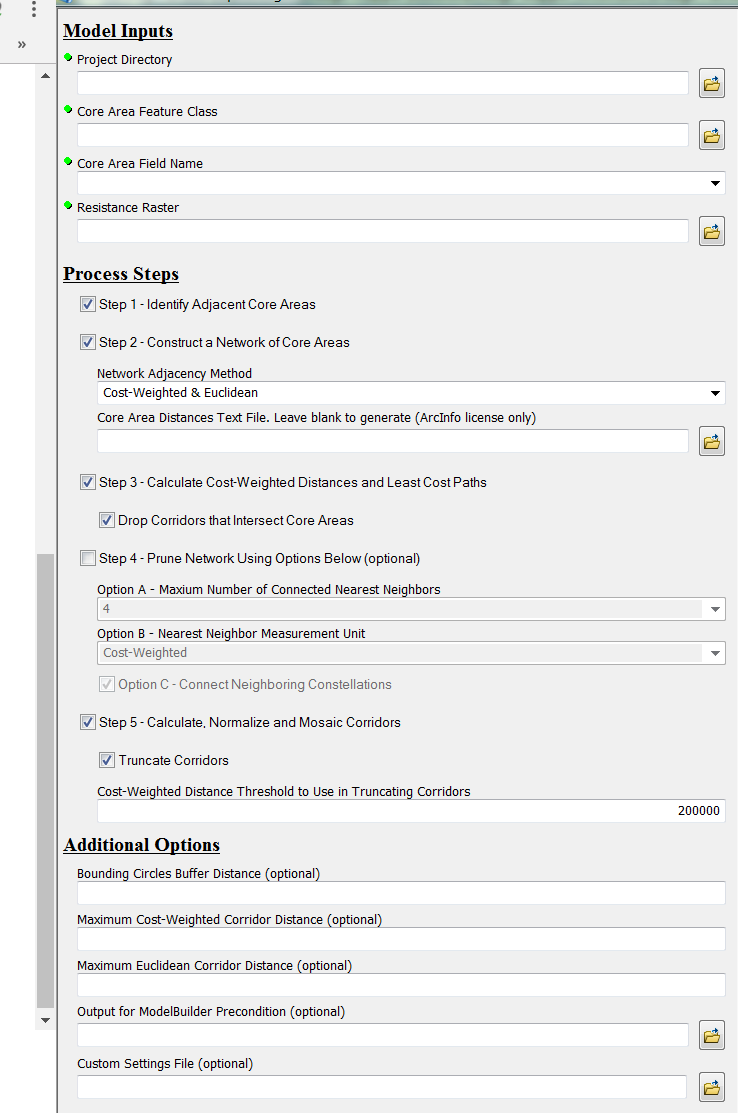 »
Model Inputs
Project Directory
Core Area Feature Class
Core Area Field Name
Resistance Raster
Process Steps
Step 1 - Identify Adjacent Core Areas
Step 2 - Construct a Network of Core Areas
Network Adjacency Method
Cost-Weighted & Euclidean
Core Area Distances Text File. Leave blank to generate (ArcInfo license only)
Step 3 - Calculate Cost-Weighted Distances and Least Cost Paths
Drop Corridors that Intersect Core Areas
Step 4 - Prune Network Using Options Below (optional)
Option A - Maxium Number of Connected Nearest Neighbors
4
Option B - Nearest Neighbor Measurement Unit
Cost-Weighted
Option C - Connect Neighboring Constellations
Step 5 - Calculate, Normalize and Mosaic Corridors
Truncate Corridors
Cost-Weighted Distance Threshold to Use in Truncating Corridors
200000
Additional Options
Bounding Circles Buffer Distance (optional)
Maximum Cost-Weighted Corridor Distance (optional)
Maximum Euclidean Corridor Distance (optional)
Output for ModelBuilder Precondition (optional)
Custom Settings File (optional)